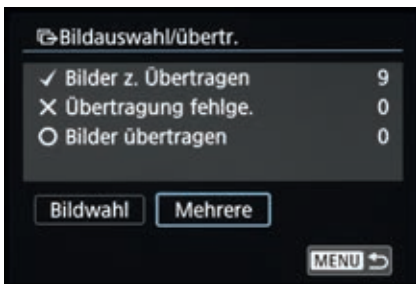 Bildauswahl/übertr.
Bilder z. Übertragen 9
Übertragung fehlge. 0
Bilder übertragen 0
Bildwahl Mehrere
MENU